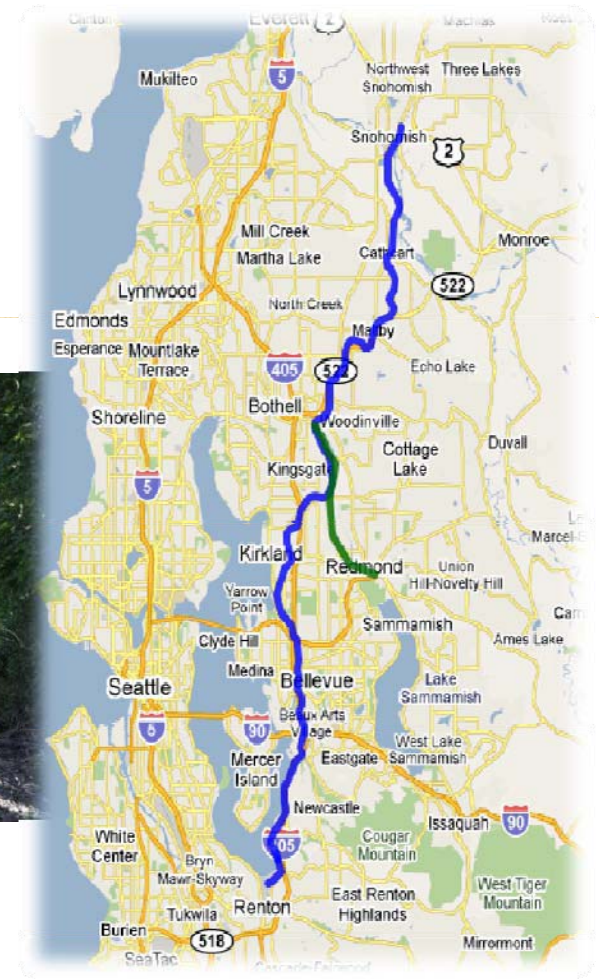 Clinton
Everett
2
Machias
Mukilteo
5
Northwest
Snohomish
Three Lakes
Snohomish
2
Mill Creek
Martha Lake
Cathcart
Monroe
Lynnwood
522
North Creek
Edmonds
Maltby
Esperance
Mountlake
Terrace
405
522
Echo Lake
Bothell
Shoreline
Woodinville
Duvall
Kingsgate
Cottage
Lake
5
Kirkland
Redmond
Union
Hill-Novelty Hill
Yarrow
Point
Sammamish
Ames Lake
Clyde Hill
Medina
Bellevue
Lake
Sammamish
Seattle
5
90
Beaux Arts
Village
West Lake
Sammamish
Mercer
Island
Eastgate
Newcastle
Issaquah
90
White
Center
405
Cougar
Mountain
Bryn
Mawr-Skyway
West Tiger
Mountain
Tukwila
Renton
East Renton
Highlands
Burien
518
Mirrormont
SeaTac
Cascade-Fairwood